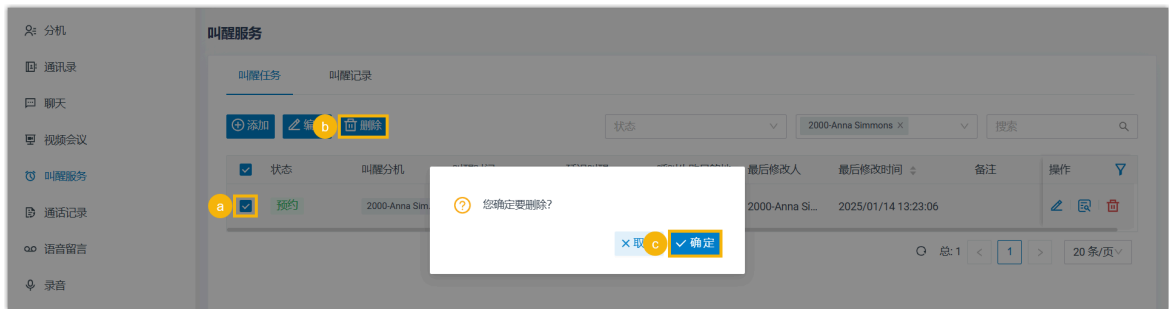 分机
通讯录
聊天
视频会议
叫醒服务
通话记录
语音留言
录音
叫醒服务
叫醒任务 叫醒记录
添加 编 b 删除 状态 2000-Anna Simmons × 搜索
状态 叫醒分机 最后修改人 最后修改时间 备注 操作
a 预约 2000-Anna Sim. 2000-Anna Si... 2025/01/14 13:23:06
您确定要删除?
取 c 确定
总: 1 < 1 > 20 条/页